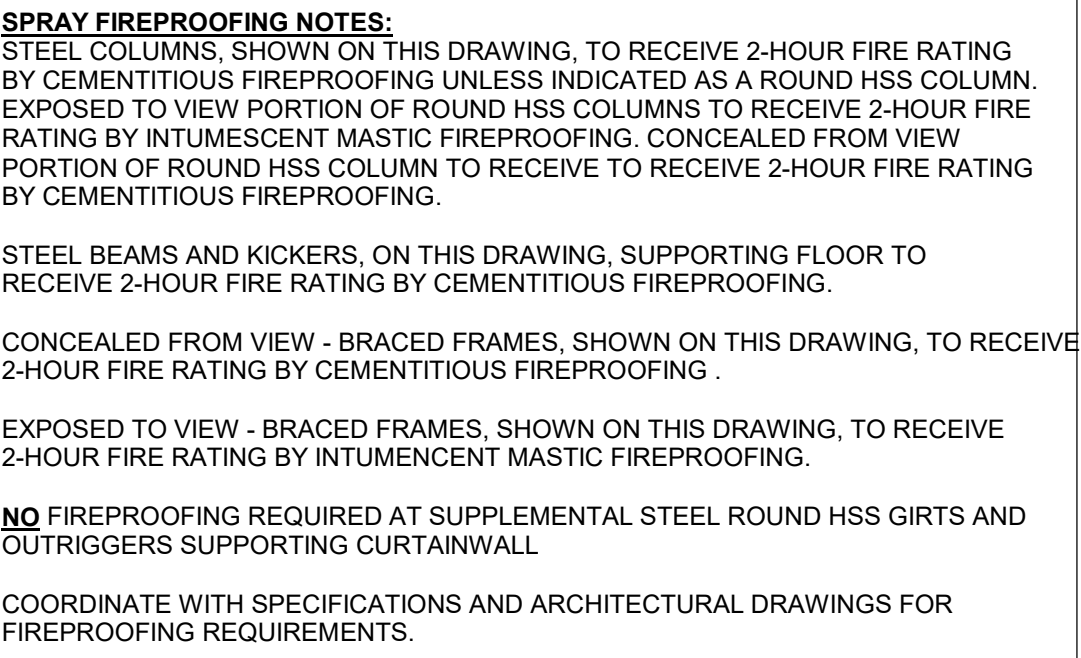 SPRAY FIREPROOFING NOTES:
STEEL COLUMNS, SHOWN ON THIS DRAWING, TO RECEIVE 2-HOUR FIRE RATING
BY CEMENTITIOUS FIREPROOFING UNLESS INDICATED AS A ROUND HSS COLUMN.
EXPOSED TO VIEW PORTION OF ROUND HSS COLUMNS TO RECEIVE 2-HOUR FIRE
RATING BY INTUMESCENT MASTIC FIREPROOFING. CONCEALED FROM VIEW
PORTION OF ROUND HSS COLUMN TO RECEIVE TO RECEIVE 2-HOUR FIRE RATING
BY CEMENTITIOUS FIREPROOFING.
STEEL BEAMS AND KICKERS, ON THIS DRAWING, SUPPORTING FLOOR TO
RECEIVE 2-HOUR FIRE RATING BY CEMENTITIOUS FIREPROOFING.
CONCEALED FROM VIEW - BRACED FRAMES, SHOWN ON THIS DRAWING, TO RECEIVE
2-HOUR FIRE RATING BY CEMENTITIOUS FIREPROOFING .
EXPOSED TO VIEW - BRACED FRAMES, SHOWN ON THIS DRAWING, TO RECEIVE
2-HOUR FIRE RATING BY INTUMENCENT MASTIC FIREPROOFING.
NO FIREPROOFING REQUIRED AT SUPPLEMENTAL STEEL ROUND HSS GIRTS AND
OUTRIGGERS SUPPORTING CURTAINWALL
COORDINATE WITH SPECIFICATIONS AND ARCHITECTURAL DRAWINGS FOR
FIREPROOFING REQUIREMENTS.